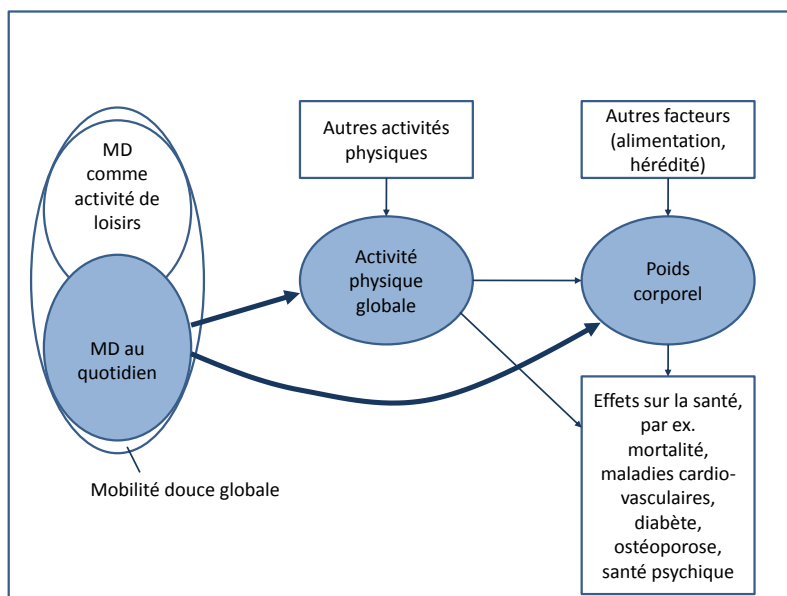 MD
comme
activité de
loisirs
MD au
quotidien
Mobilité douce globale
Autres activités
physiques
Activité
physique
globale
Autres facteurs
(alimentation,
hérédité)
Poids
corporel
Effets sur la santé,
par ex.
mortalité,
maladies cardio-
vasculaires,
diabète,
ostéoporose,
santé psychique